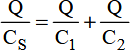 Q/C_S = Q/C_1 + Q/C_2